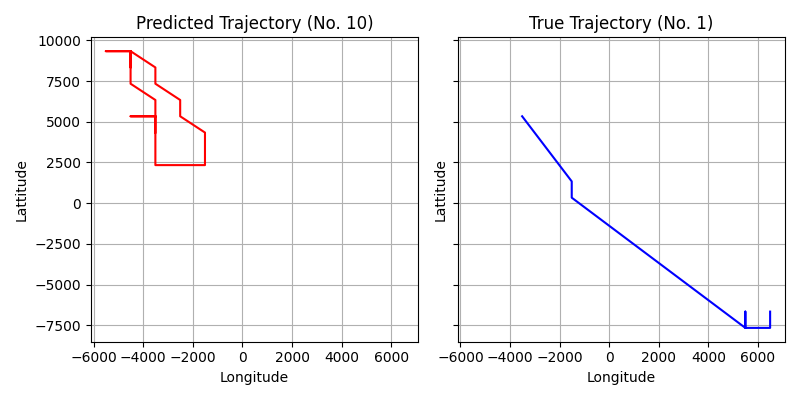 Predicted Trajectory (No. 10)
True Trajectory (No. 1)
10000
7500
5000
2500
0
−2500
−5000
−7500
Lattitude
Lattitude
−6000 −4000 −2000 0 2000 4000 6000
−6000 −4000 −2000 0 2000 4000 6000
Longitude
Longitude